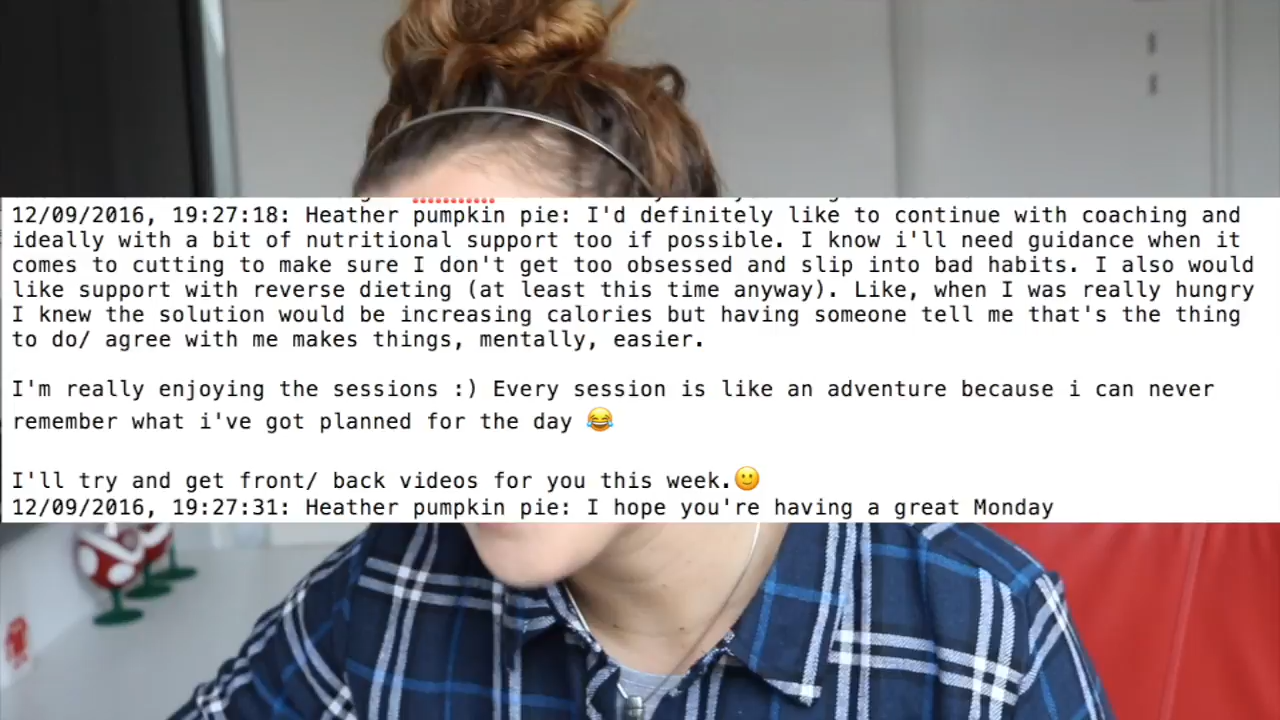 12/09/2016, 19:27:18: Heather pumpkin pie: I'd definitely like to continue with coaching and
ideally with a bit of nutritional support too if possible. I know i'll need guidance when it
comes to cutting to make sure I don't get too obsessed and slip into bad habits. I also would
like support with reverse dieting (at least this time anyway). Like, when I was really hungry
I knew the solution would be increasing calories but having someone tell me that's the thing
to do/ agree with me makes things, mentally, easier.
I'm really enjoying the sessions :) Every session is like an adventure because i can never
remember what i've got planned for the day 😂
I'll try and get front/ back videos for you this week.🙂
12/09/2016, 19:27:31: Heather pumpkin pie: I hope you're having a great Monday